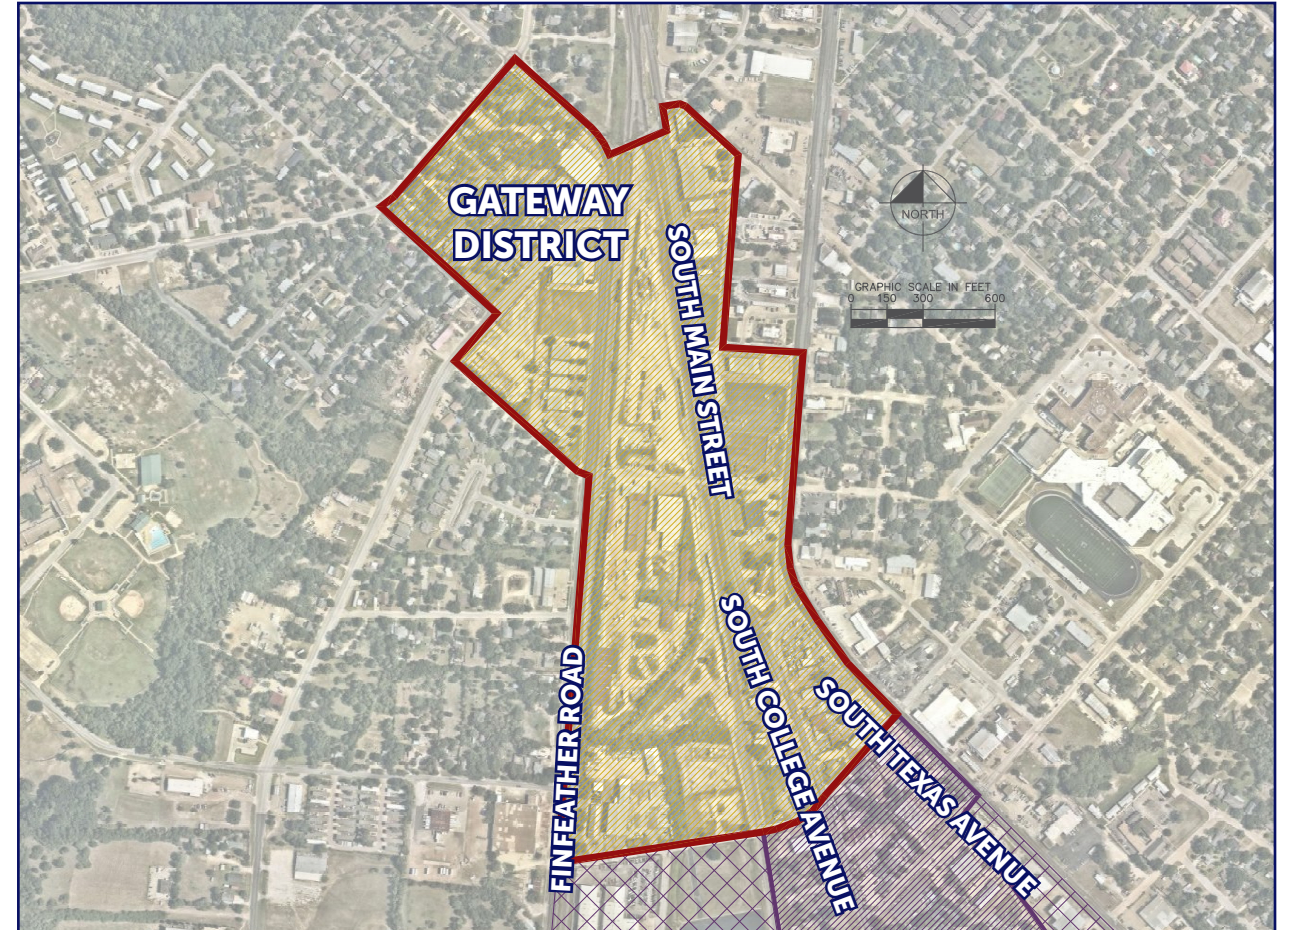 GATEWAY
DISTRICT
SOUTH MAIN STREET
NORTH
GRAPHIC SCALE IN FEET
0 150 300 600
FINFEATHER ROAD
SOUTH COLLEGE AVENUE
SOUTH TEXAS AVENUE